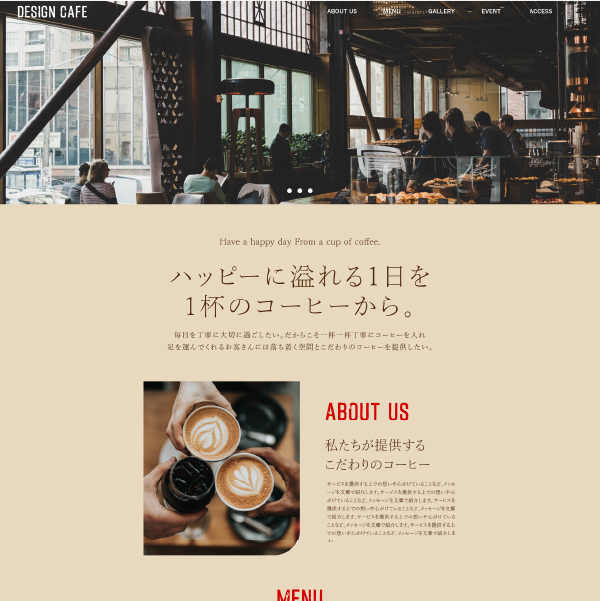 DESIGN CAFE
ABOUT US
MENU
GALLERY
EVENT
ACCESS
Have a happy day From a cup of coffee.
ハッピーに溢れる1日を
1杯のコーヒーから。
毎日を丁寧に大切に過ごしたい。だからこそ一杯一杯丁寧にコーヒーを入れ
足を運んでくれるお客さんには落ち着く空間とこだわりのコーヒーを提供したい。
ABOUT US
私たちが提供する
こだわりのコーヒー
サービスを提供する上での想いや心がけていることなど、メッセ
ージを文章で紹介します。サービスを提供する上での想いや心
がけていることなど、メッセージを文章で紹介します。サービスを
提供する上での想いや心がけていることなど、メッセージを文章
で紹介します。サービスを提供する上での想いや心がけているこ
となど、メッセージを文章で紹介します。サービスを提供する上
での想いや心がけていることなど、メッセージを文章で紹介しま
す。
MENU